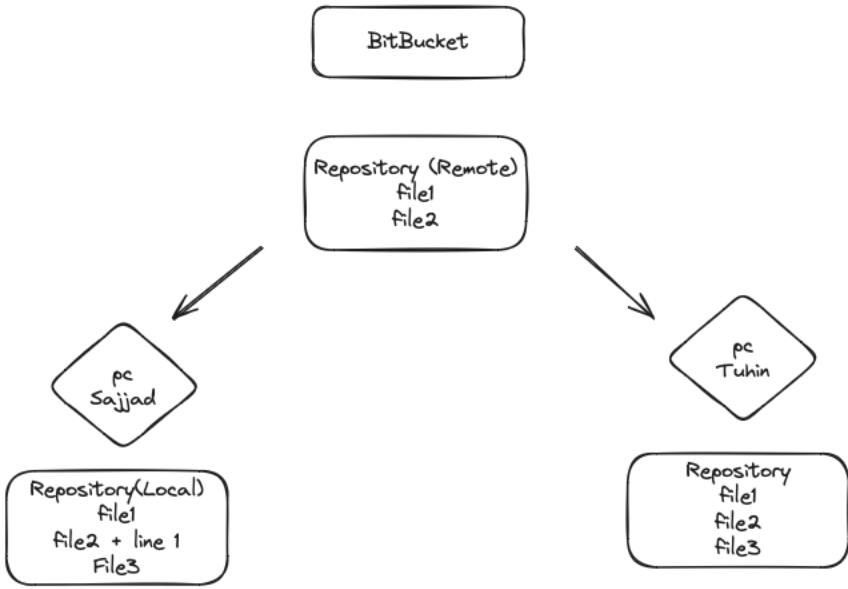 BitBucket
Repository (Remote)
file1
file2
pc
Sajjad
Repository(Local)
file1
file2 + line 1
File3
pc
Tuhin
Repository
file1
file2
file3